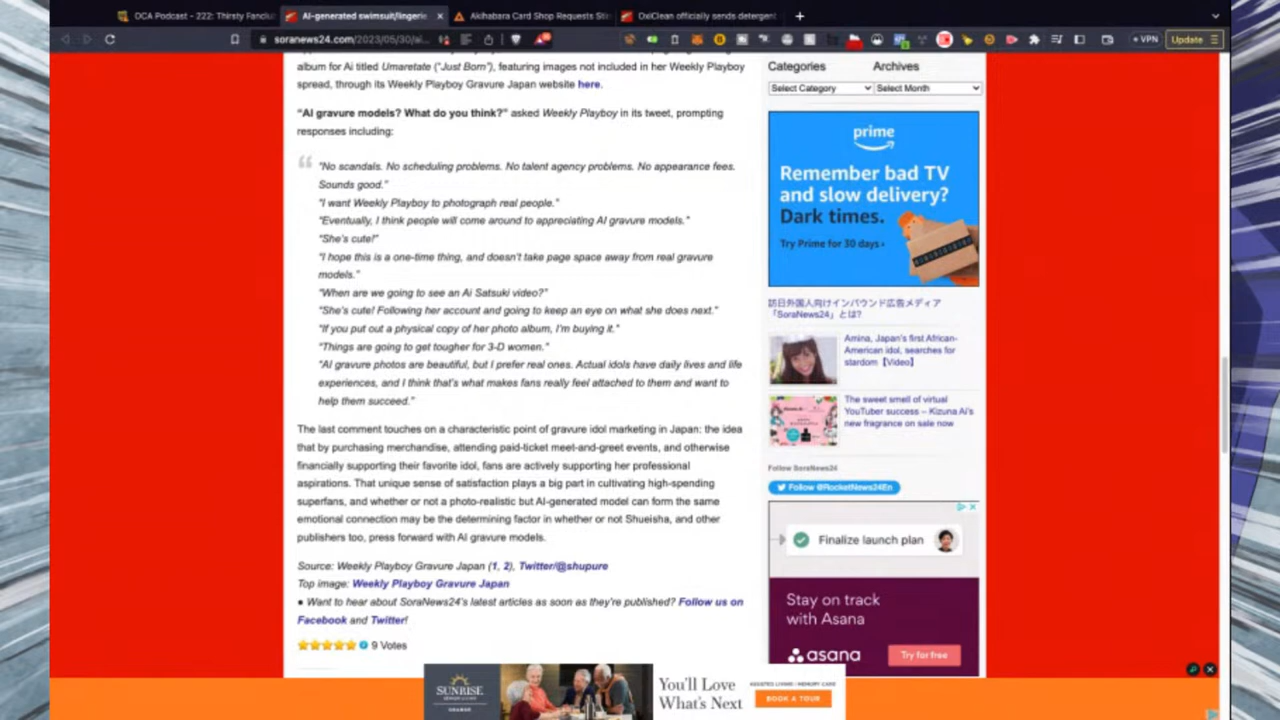 OCA Podcast - 222: Thirsty Fanclu
AI-generated swimsuit/lingerie
Akihabara Card Shop Requests Sti
OxiClean officially sends detergent
soranews24.com/2023/05/30/ai...
VPN
Update
album for Ai titled Umaretate ("Just Born"), featuring images not included in her Weekly Playboy
spread, through its Weekly Playboy Gravure Japan website here.
"AI gravure models? What do you think?" asked Weekly Playboy in its tweet, prompting
responses including:
"No scandals. No scheduling problems. No talent agency problems. No appearance fees.
Sounds good."
"I want Weekly Playboy to photograph real people."
"Eventually, I think people will come around to appreciating AI gravure models."
"She's cute!"
"I hope this is a one-time thing, and doesn't take page space away from real gravure
models."
"When are we going to see an Ai Satsuki video?"
"She's cute! Following her account and going to keep an eye on what she does next."
"If you put out a physical copy of her photo album, I'm buying it."
"Things are going to get tougher for 3-D women."
"AI gravure photos are beautiful, but I prefer real ones. Actual idols have daily lives and life
experiences, and I think that's what makes fans really feel attached to them and want to
help them succeed."
The last comment touches on a characteristic point of gravure idol marketing in Japan: the idea
that by purchasing merchandise, attending paid-ticket meet-and-greet events, and otherwise
financially supporting their favorite idol, fans are actively supporting her professional
aspirations. That unique sense of satisfaction plays a big part in cultivating high-spending
superfans, and whether or not a photo-realistic but AI-generated model can form the same
emotional connection may be the determining factor in whether or not Shueisha, and other
publishers too, press forward with AI gravure models.
Source: Weekly Playboy Gravure Japan (1, 2), Twitter/@shupure
Top image: Weekly Playboy Gravure Japan
● Want to hear about SoraNews24's latest articles as soon as they're published? Follow us on
Facebook and Twitter!
9 Votes
Categories
Archives
Select Category
Select Month
prime
Remember bad TV
and slow delivery?
Dark times.
Try Prime for 30 days
訪日外国人向けインバウンド広告メディア
「SoraNews24」とは?
Amina, Japan's first African-
American idol, searches for
stardom【Video】
The sweet smell of virtual
YouTuber success – Kizuna Ai's
new fragrance on sale now
Follow SoraNews24
Follow @RocketNews24En
Finalize launch plan
Stay on track
with Asana
asana
Try for free
SUNRISE
You'll Love
What's Next
ASSISTED LIVING | MEMORY CARE
BOOK A TOUR